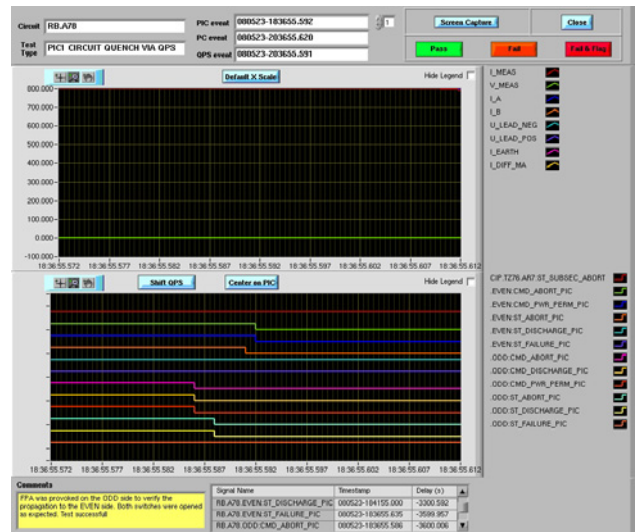 Circuit RB.A78
Test Type PIC1 CIRCUIT QUENCH VIA QPS
PIC event 080523-183655.592
PC event 080523-203655.620
QPS event 080523-203655.591
1
Screen Capture Close
Pass Fail Fail & Flag
Default X Scale
Hide Legend
800.000
700.000
600.000
500.000
400.000
300.000
200.000
100.000
0.000
-100.000
18:36:55.572 18:36:55.577 18:36:55.582 18:36:55.587 18:36:55.592 18:36:55.597 18:36:55.602 18:36:55.607 18:36:55.612
I_MEAS
V_MEAS
I_A
I_B
U_LEAD_NEG
U_LEAD_POS
I_EARTH
I_DIFF_MA
Shift QPS Center on PIC
Hide Legend
18:36:55.572 18:36:55.577 18:36:55.582 18:36:55.587 18:36:55.592 18:36:55.597 18:36:55.602 18:36:55.607 18:36:55.612
CIP.TZ76.AR7.ST_SUBSEC_ABORT
.EVEN:CMD_ABORT_PIC
.EVEN:CMD_PWR_PERM_PIC
.EVEN:ST_ABORT_PIC
.EVEN:ST_DISCHARGE_PIC
.EVEN:ST_FAILURE_PIC
.ODD:CMD_ABORT_PIC
.ODD:CMD_DISCHARGE_PIC
.ODD:CMD_PWR_PERM_PIC
.ODD:ST_ABORT_PIC
.ODD:ST_DISCHARGE_PIC
.ODD:ST_FAILURE_PIC
Comments
FPA was provoked on the ODD side to verify the
propagation to the EVEN side. Both switches were opened
as expected. Test successful!
Signal Name Timestamp Delay (s)
RB.A78.EVEN:ST_DISCHARGE_PIC 080523-184155.000 -3300.592
RB.A78.EVEN:ST_FAILURE_PIC 080523-183655.635 -3599.957
RB.A78.ODD:CMD_ABORT_PIC 080523-183655.586 -3600.006